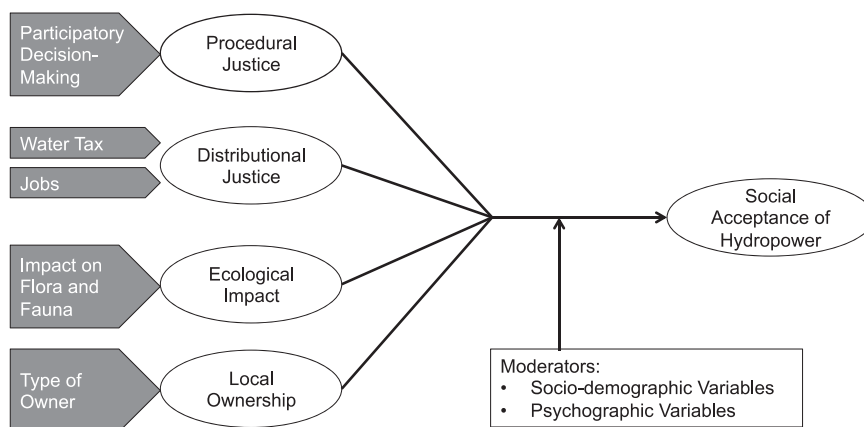 Participatory
Decision-
Making
Procedural
Justice
Water Tax
Jobs
Distributional
Justice
Impact on
Flora and
Fauna
Ecological
Impact
Type of
Owner
Local
Ownership
Social
Acceptance of
Hydropower
Moderators:
• Socio-demographic Variables
• Psychographic Variables